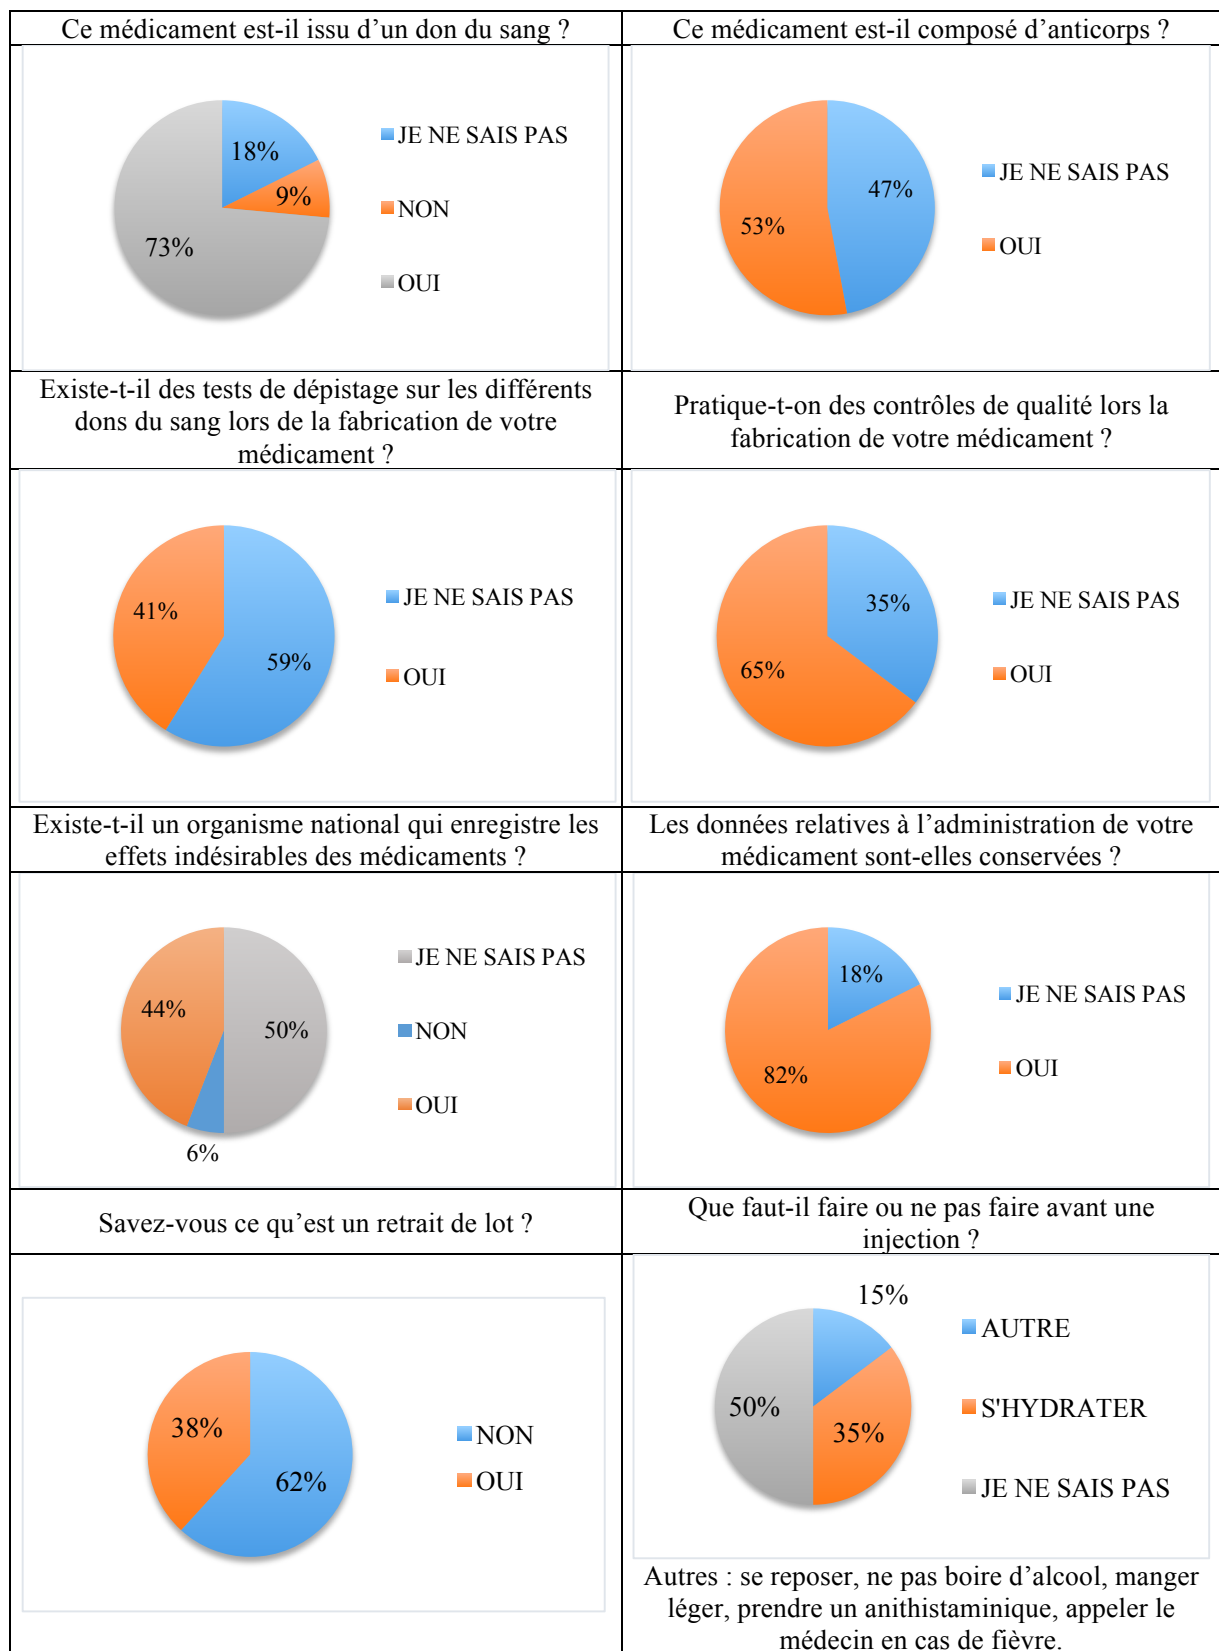 Ce médicament est-il issu d’un don du sang ?
Ce médicament est-il composé d’anticorps ?
18%
9%
73%
JE NE SAIS PAS
NON
OUI
47%
53%
JE NE SAIS PAS
OUI
Existe-t-il des tests de dépistage sur les différents
dons du sang lors de la fabrication de votre
médicament ?
Pratique-t-on des contrôles de qualité lors la
fabrication de votre médicament ?
41%
59%
JE NE SAIS PAS
OUI
35%
65%
JE NE SAIS PAS
OUI
Existe-t-il un organisme national qui enregistre les
effets indésirables des médicaments ?
Les données relatives à l’administration de votre
médicament sont-elles conservées ?
44%
50%
6%
JE NE SAIS PAS
NON
OUI
18%
82%
JE NE SAIS PAS
OUI
Savez-vous ce qu’est un retrait de lot ?
Que faut-il faire ou ne pas faire avant une
injection ?
38%
62%
NON
OUI
15%
50%
35%
AUTRE
S'HYDRATER
JE NE SAIS PAS
Autres : se reposer, ne pas boire d’alcool, manger
léger, prendre un anithistaminique, appeler le
médecin en cas de fièvre.